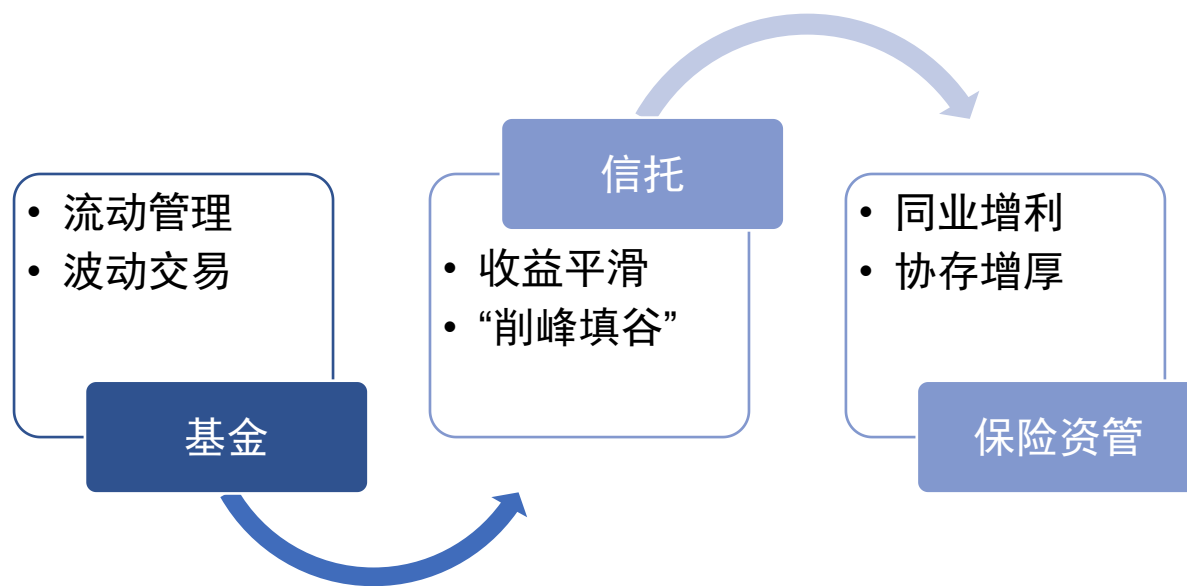 • 流动管理
• 波动交易
基金
信托
• 收益平滑
• “削峰填谷”
• 同业增利
• 协存增厚
保险资管